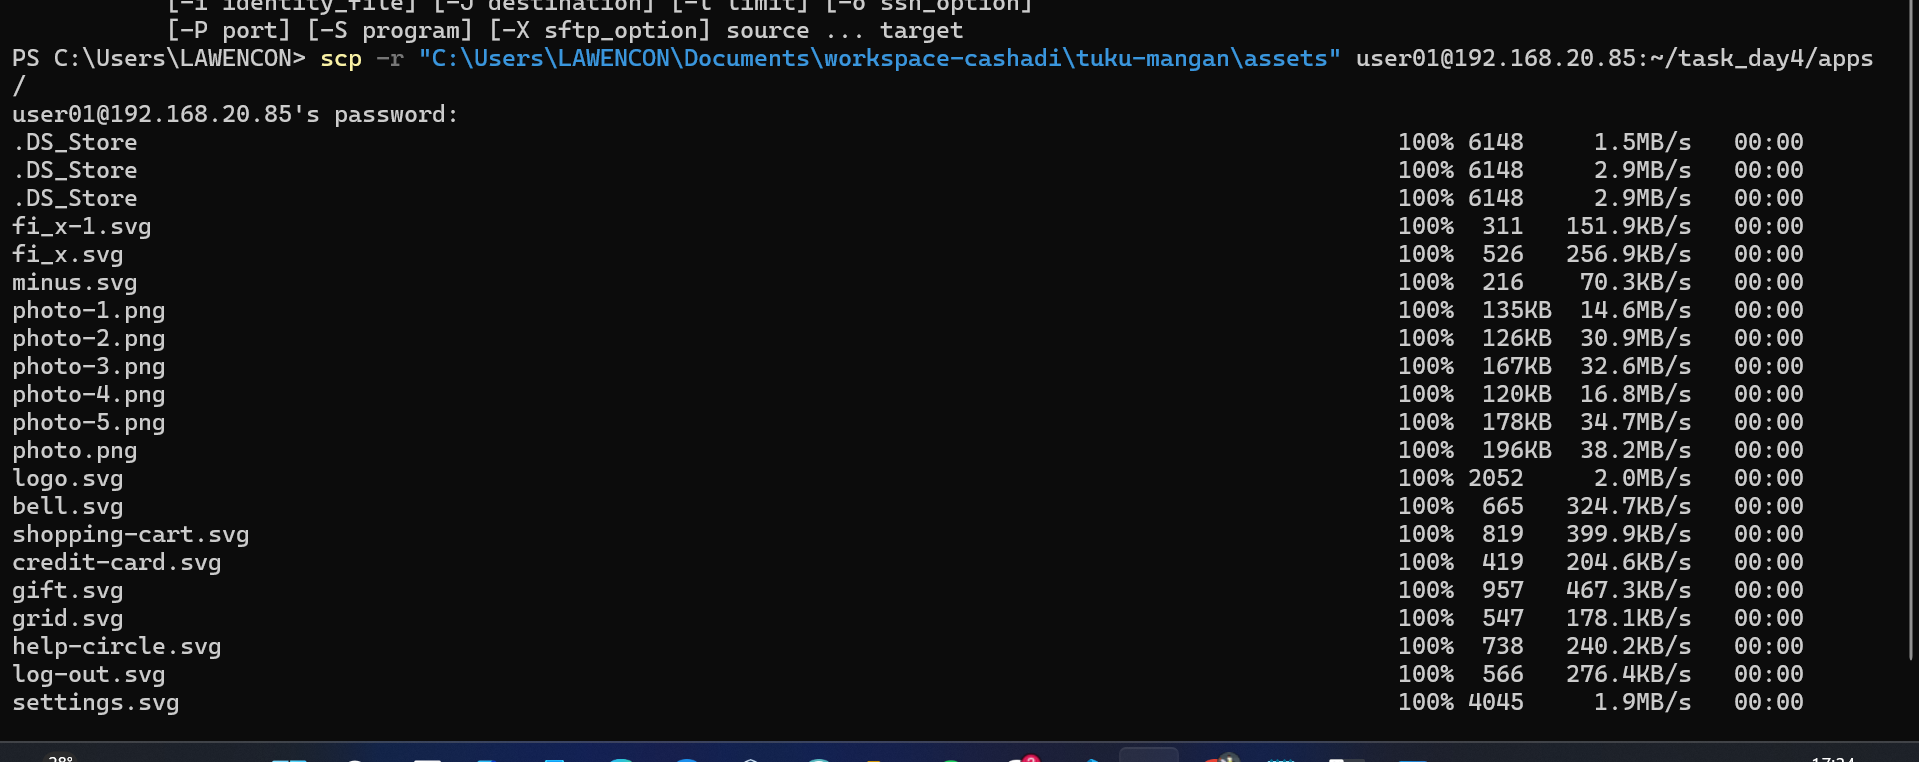 [-i identity_file] [-J destination] [-l limit] [-o ssh_option]
[-P port] [-S program] [-X sftp_option] source ... target
PS C:\Users\LAWENCON> scp -r "C:\Users\LAWENCON\Documents\workspace-cashadi\tuku-mangan\assets" user01@192.168.20.85:~/task_day4/apps
/
user01@192.168.20.85's password:
.DS_Store 100% 6148 1.5MB/s 00:00
.DS_Store 100% 6148 2.9MB/s 00:00
.DS_Store 100% 6148 2.9MB/s 00:00
fi_x-1.svg 100% 311 151.9KB/s 00:00
fi_x.svg 100% 526 256.9KB/s 00:00
minus.svg 100% 216 70.3KB/s 00:00
photo-1.png 100% 135KB 14.6MB/s 00:00
photo-2.png 100% 126KB 30.9MB/s 00:00
photo-3.png 100% 167KB 32.6MB/s 00:00
photo-4.png 100% 120KB 16.8MB/s 00:00
photo-5.png 100% 178KB 34.7MB/s 00:00
photo.png 100% 196KB 38.2MB/s 00:00
logo.svg 100% 2052 2.0MB/s 00:00
bell.svg 100% 665 324.7KB/s 00:00
shopping-cart.svg 100% 819 399.9KB/s 00:00
credit-card.svg 100% 419 204.6KB/s 00:00
gift.svg 100% 957 467.3KB/s 00:00
grid.svg 100% 547 178.1KB/s 00:00
help-circle.svg 100% 738 240.2KB/s 00:00
log-out.svg 100% 566 276.4KB/s 00:00
settings.svg 100% 4045 1.9MB/s 00:00